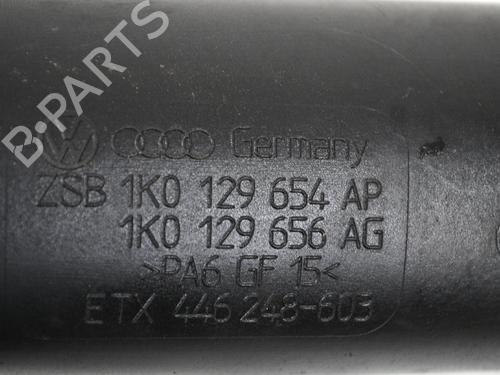 B-PARTS
Germany
ZSB 1K0 129 654 AP
1K0 129 656 AG
>PA6 GF 15<
ETX 446 248-603